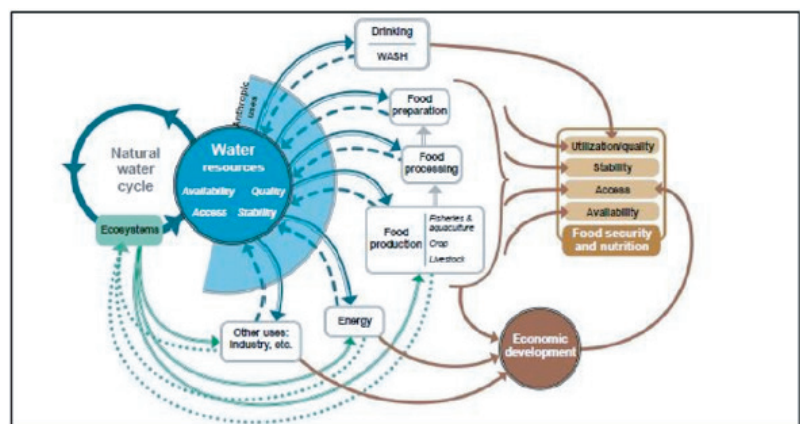 Drinking
WASH
Anthropic
uses
Food
preparation
Natural
water
cycle
Water
resources
Availability Quality
Access Stability
Food
processing
Utilization/quality
Stability
Access
Availability
Food security
and nutrition
Ecosystems
Food
production
Fisheries &
aquaculture
Crop
Livestock
Other uses:
Industry, etc.
Energy
Economic
development